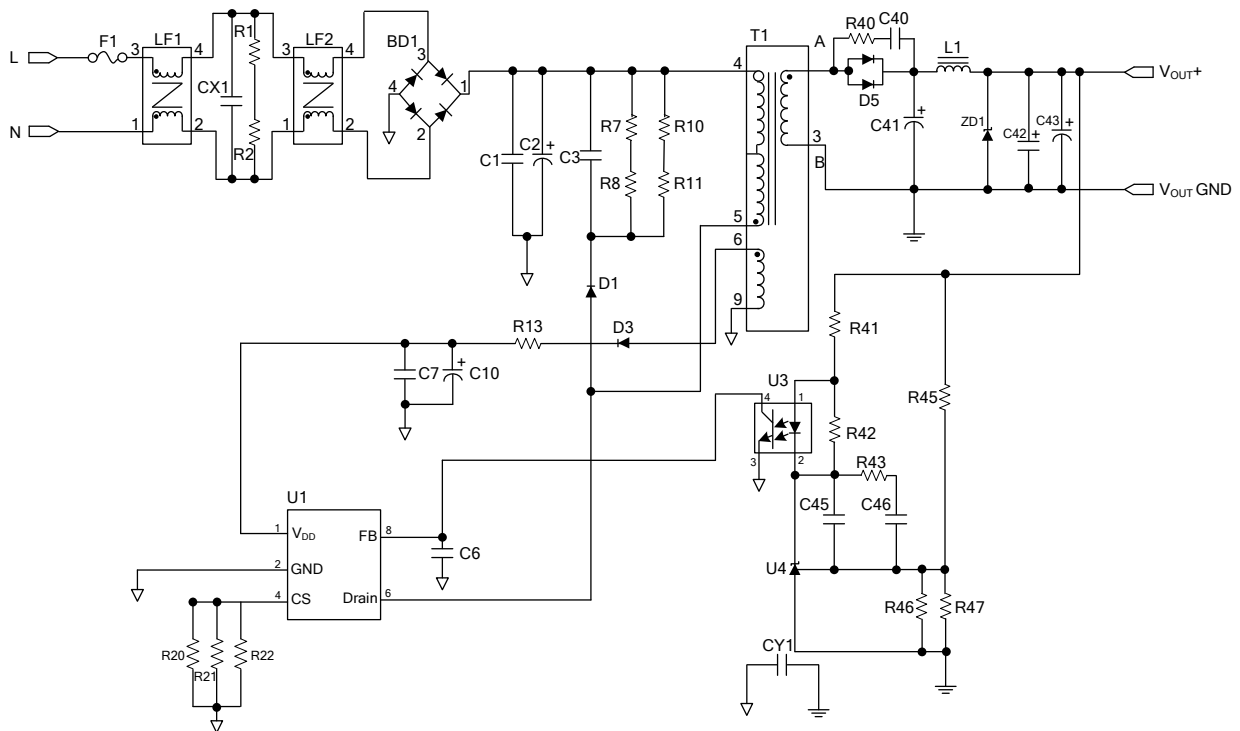 L
F1
3
LF1
4
1
2
CX1
R1
R2
3
LF2
4
1
2
BD1
3
4
1
2
N
C1
C2
+
C3
R7
R8
R10
R11
T1
4
5
6
9
A
3
B
R40
C40
D5
C41
+
L1
ZD1
C42
+
C43
+
VOUT+
VOUT GND
D1
D3
R13
C7
+
C10
R41
R45
U3
4
1
3
2
R42
R43
C45
C46
U4
R46
R47
U1
1
VDD
FB
8
2
GND
4
CS
Drain
6
C6
R20
R21
R22
CY1